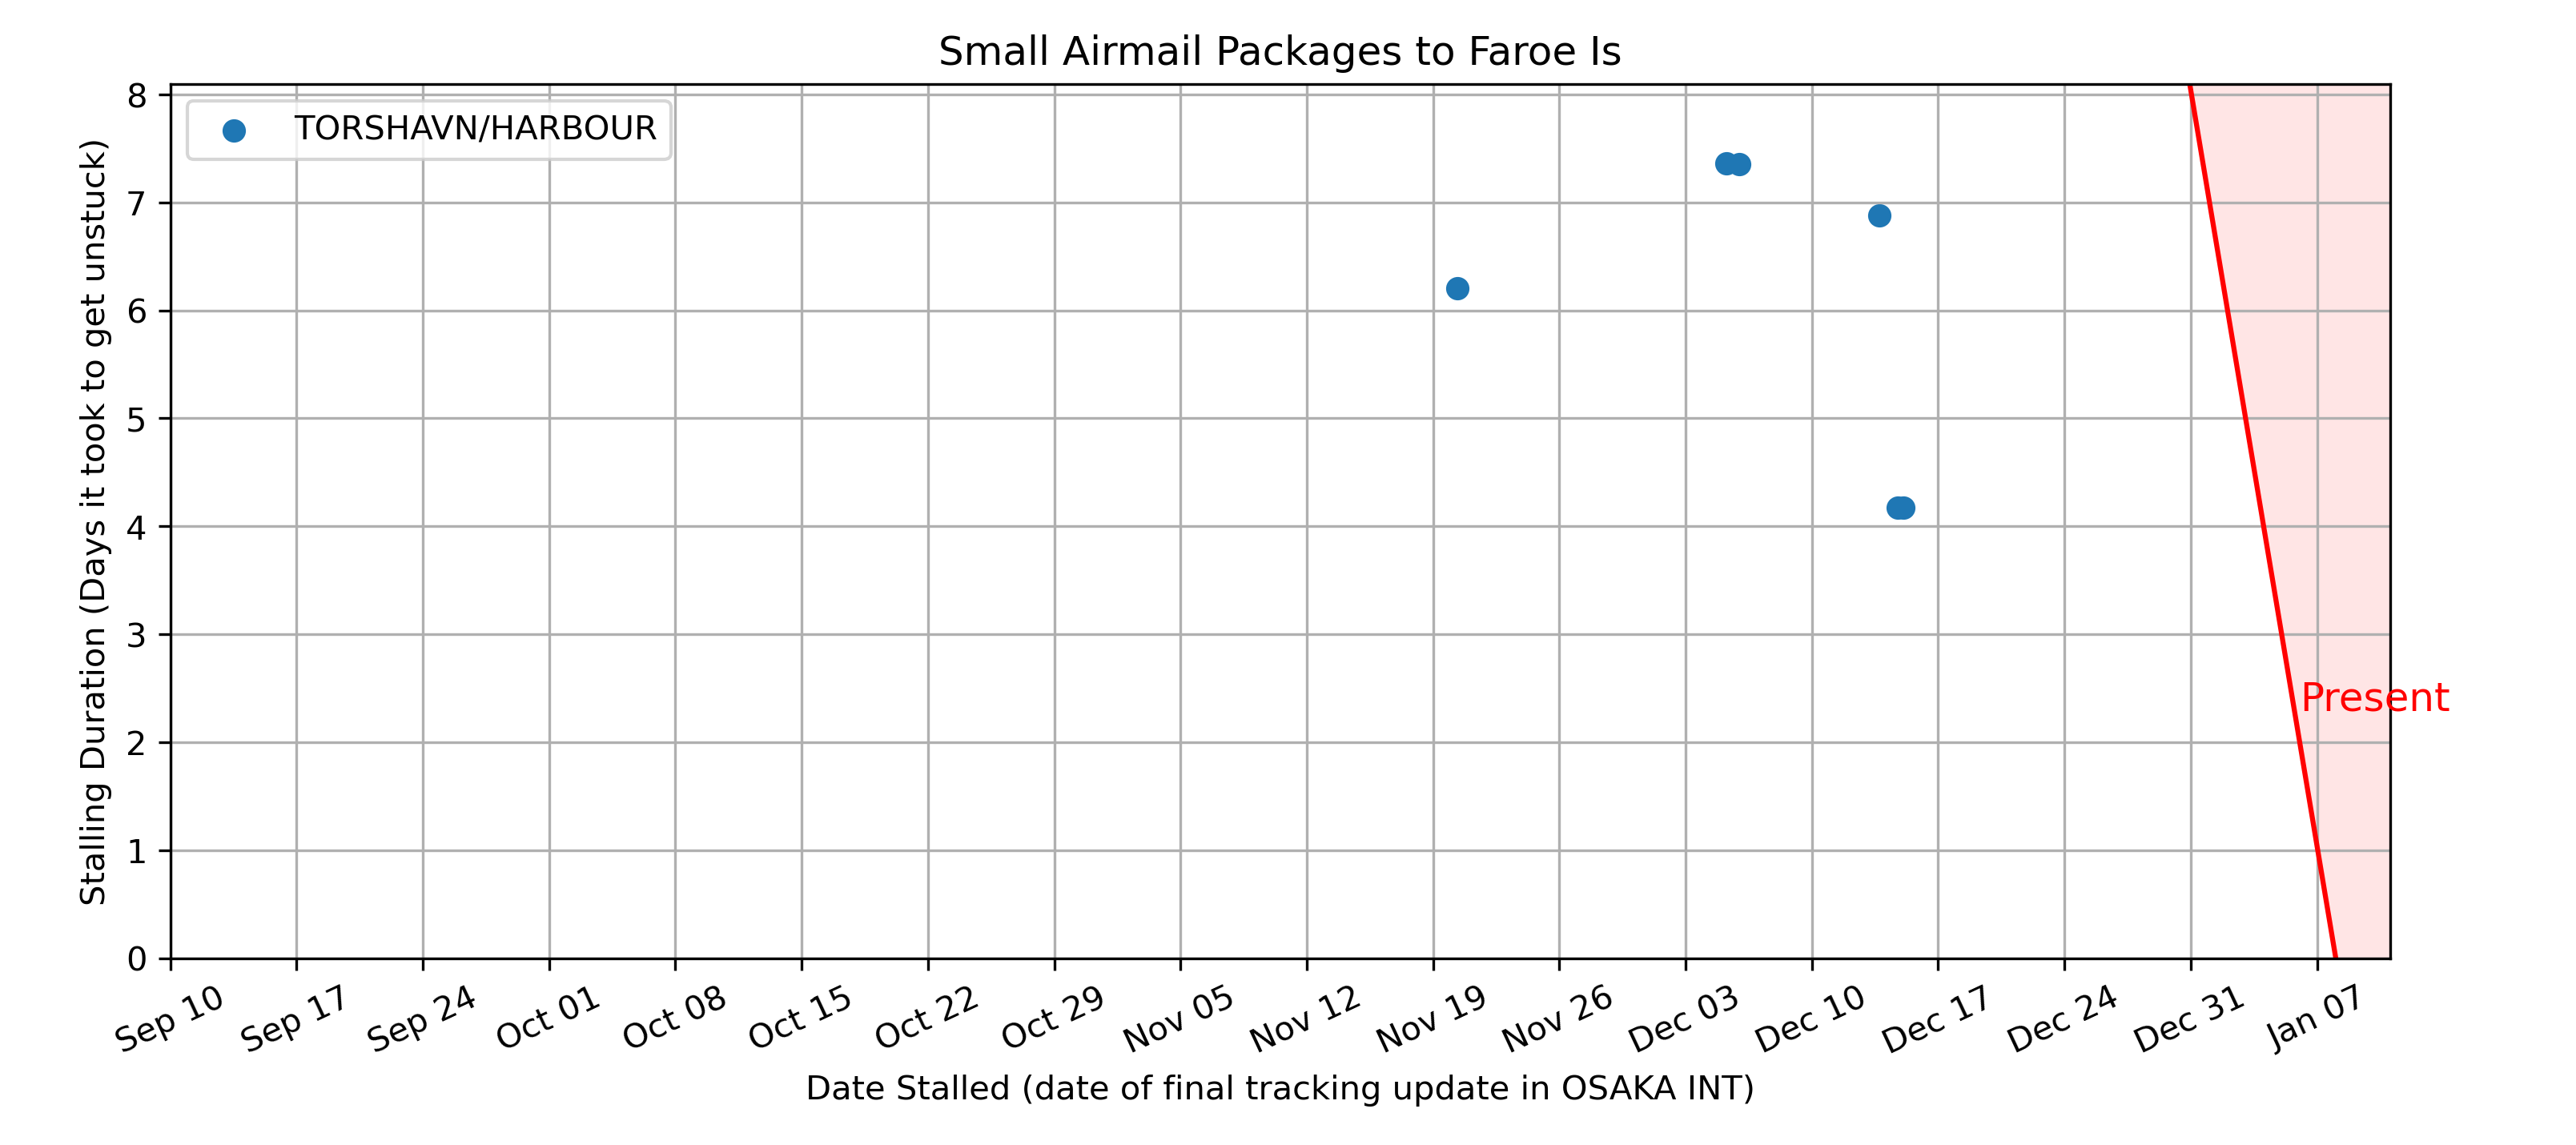 Small Airmail Packages to Faroe Is
TORSHAVN/HARBOUR
Stalling Duration (Days it took to get unstuck)
8
7
6
5
4
3
2
1
0
Present
Sep 10
Sep 17
Sep 24
Oct 01
Oct 08
Oct 15
Oct 22
Oct 29
Nov 05
Nov 12
Nov 19
Nov 26
Dec 03
Dec 10
Dec 17
Dec 24
Dec 31
Jan 07
Date Stalled (date of final tracking update in OSAKA INT)